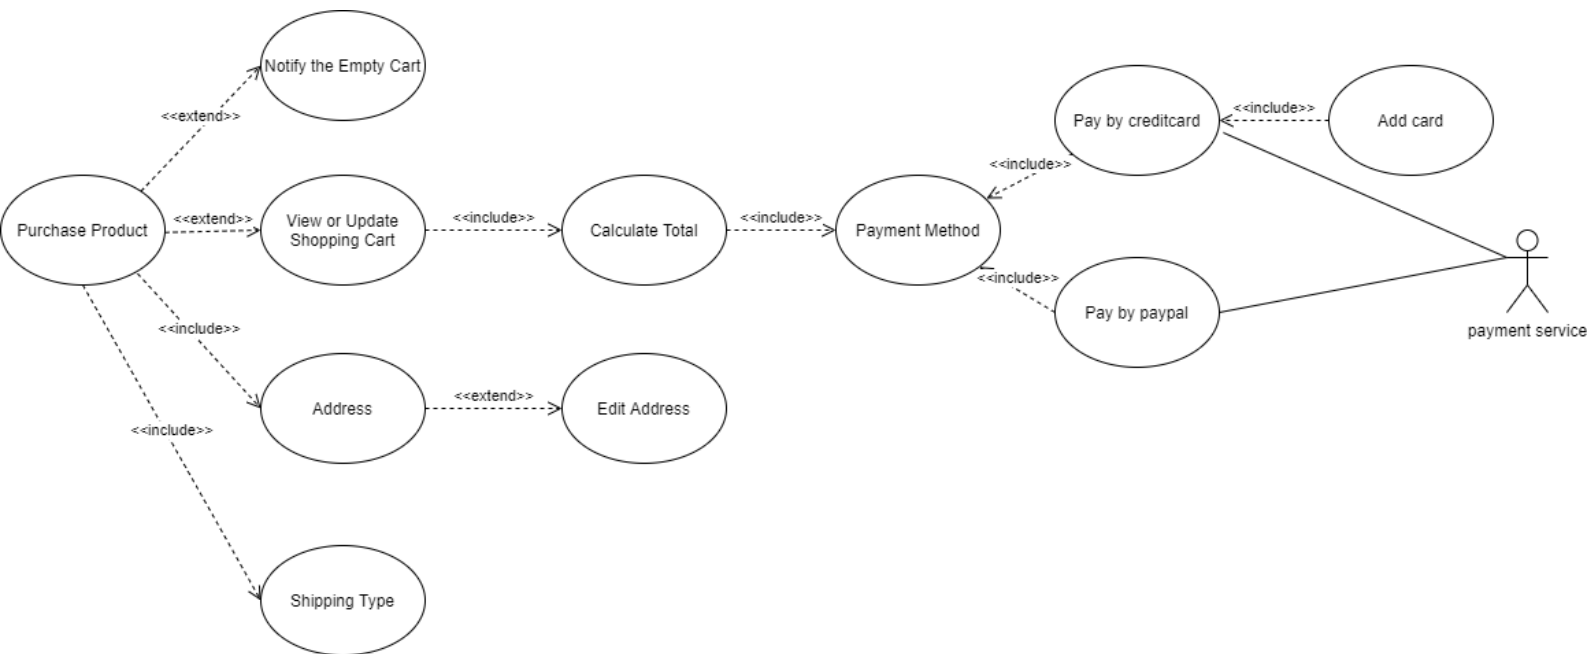 Notify the Empty Cart
<<extend>>
Purchase Product
<<extend>>
View or Update
Shopping Cart
<<include>>
Calculate Total
<<include>>
Payment Method
<<include>>
Pay by creditcard
<<include>>
Add card
<<include>>
Pay by paypal
payment service
<<include>>
Address
<<extend>>
Edit Address
<<include>>
Shipping Type